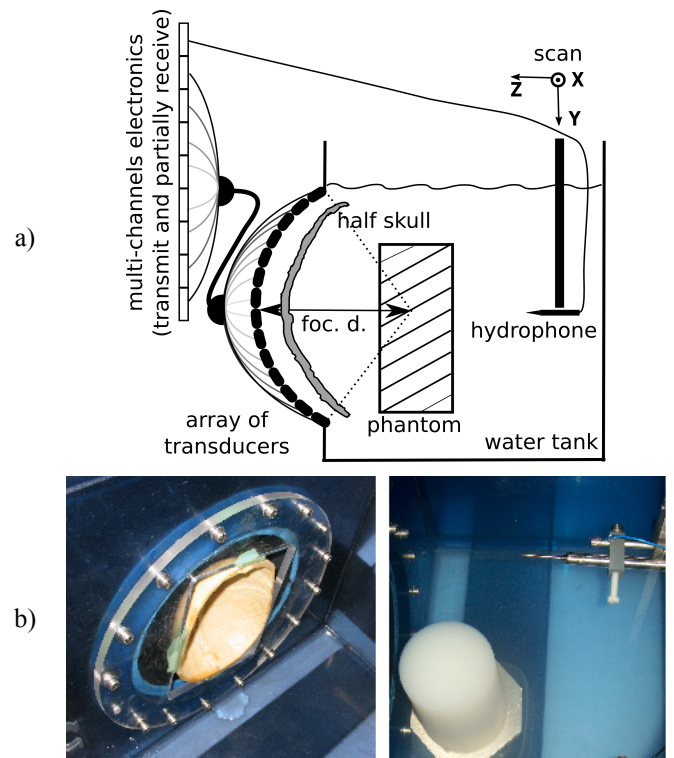 a)
multi-channels electronics
(transmit and partially receive)
scan
X
Z
Y
half skull
foc. d.
hydrophone
phantom
array of
transducers
water tank
b)